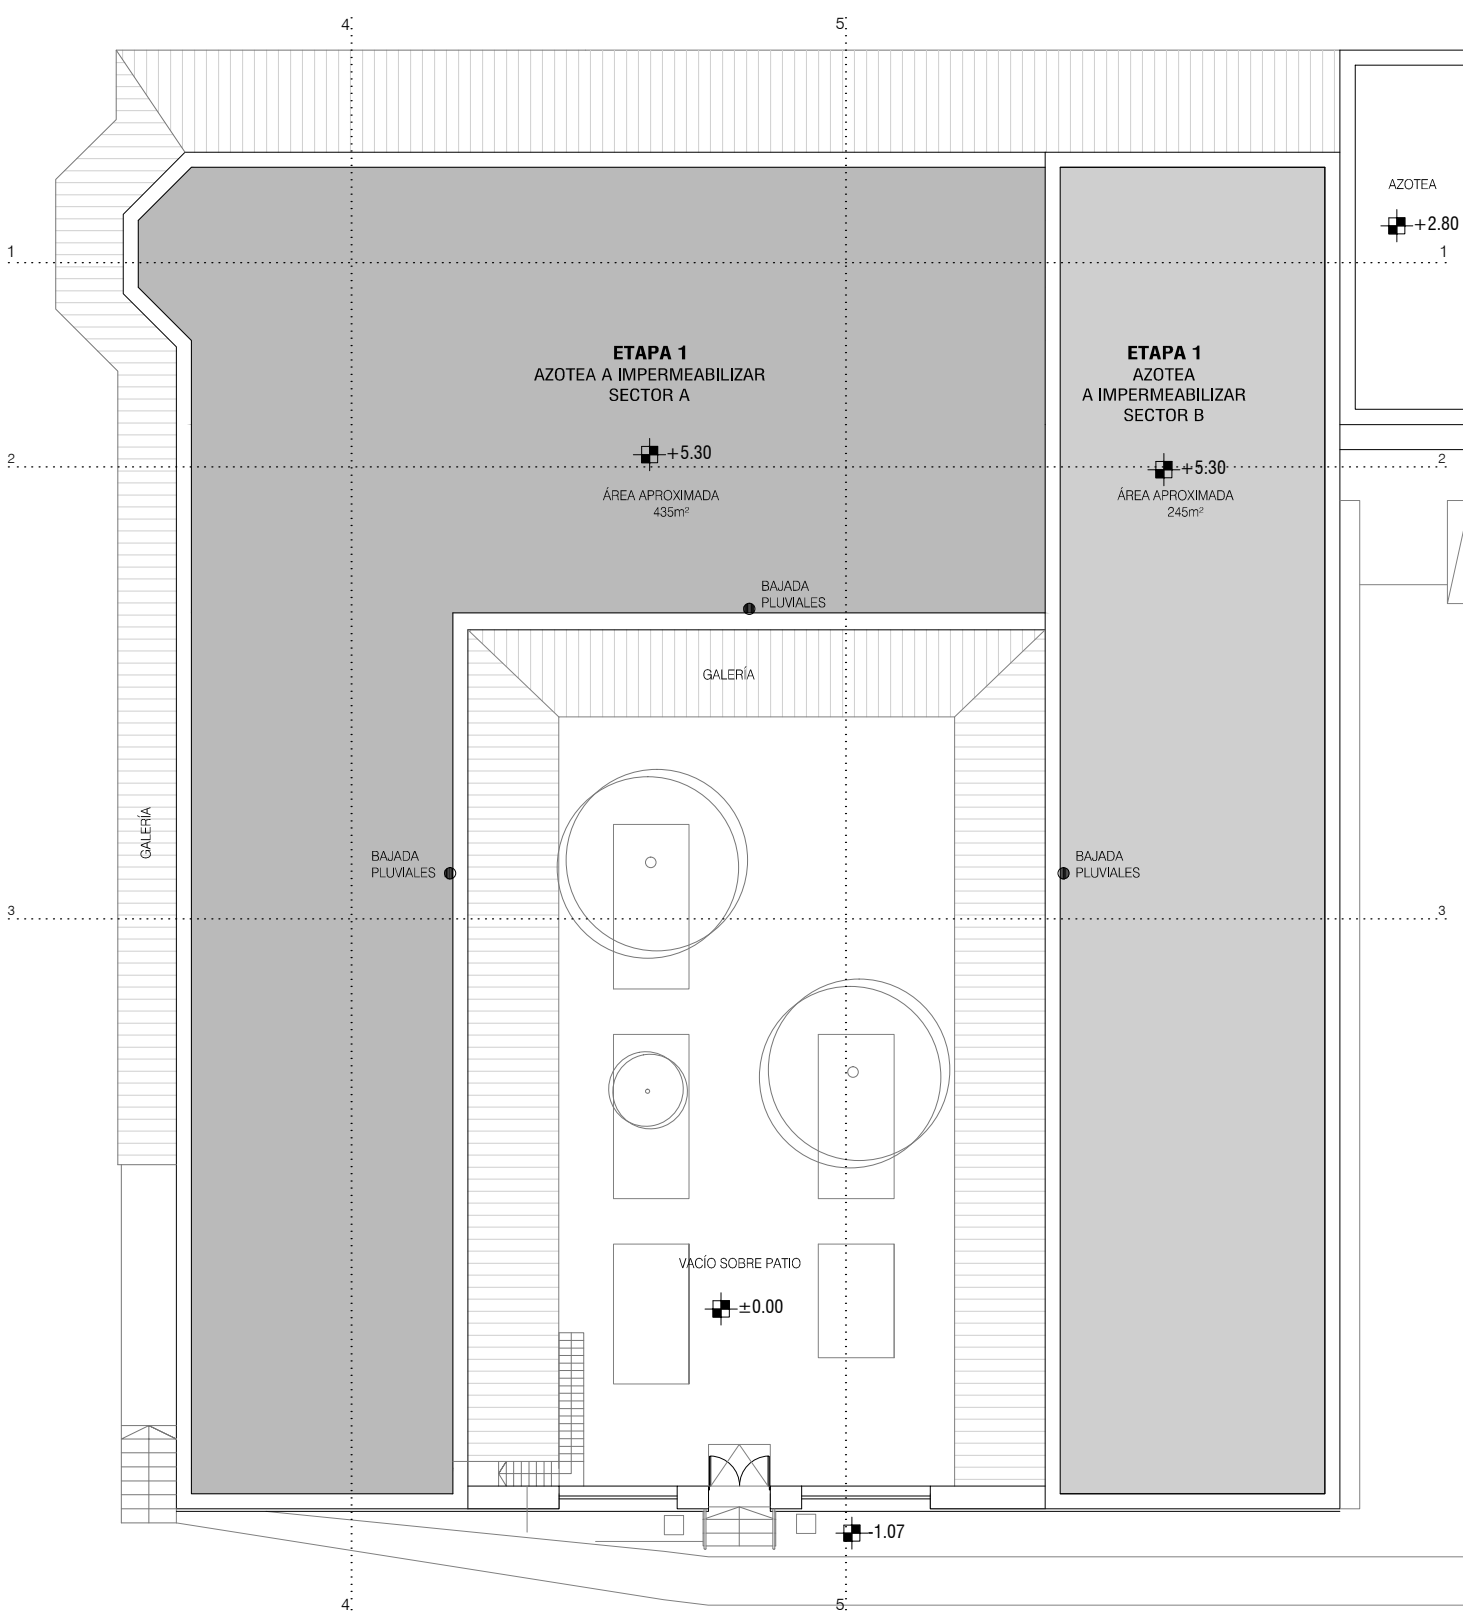 4
5
AZOTEA
+2.80
1
1
ETAPA 1
AZOTEA A IMPERMEABILIZAR
SECTOR A
+5.30
ÁREA APROXIMADA
435m²
ETAPA 1
AZOTEA
A IMPERMEABILIZAR
SECTOR B
+5.30
ÁREA APROXIMADA
245m²
2
2
BAJADA
PLUVIALES
GALERÍA
GALERÍA
BAJADA
PLUVIALES
BAJADA
PLUVIALES
3
3
VACÍO SOBRE PATIO
±0.00
-1.07
4
5